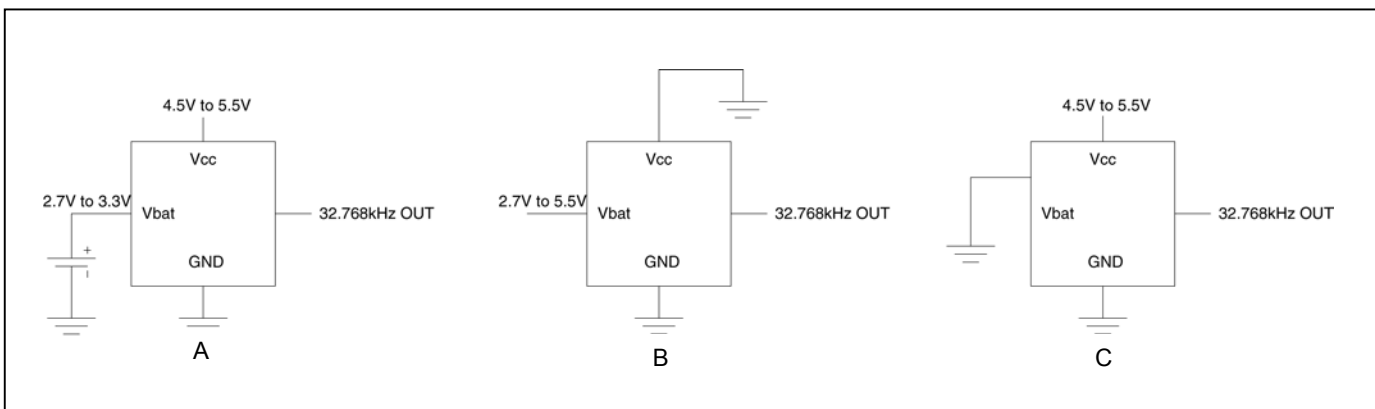 4.5V to 5.5V
Vcc
2.7V to 3.3V
Vbat
32.768kHz OUT
+
-
GND
A
Vcc
2.7V to 5.5V
Vbat
32.768kHz OUT
GND
B
4.5V to 5.5V
Vcc
Vbat
32.768kHz OUT
GND
C